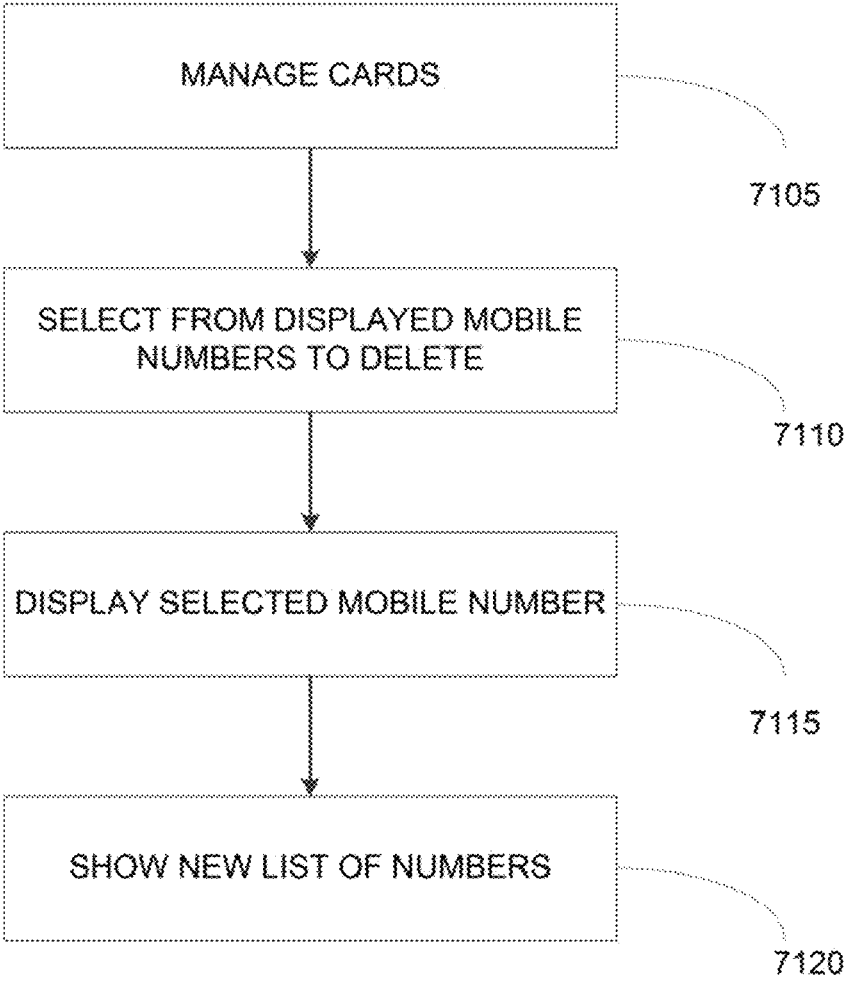 MANAGE CARDS
7105
SELECT FROM DISPLAYED MOBILE
NUMBERS TO DELETE
7110
DISPLAY SELECTED MOBILE NUMBER
7115
SHOW NEW LIST OF NUMBERS
7120